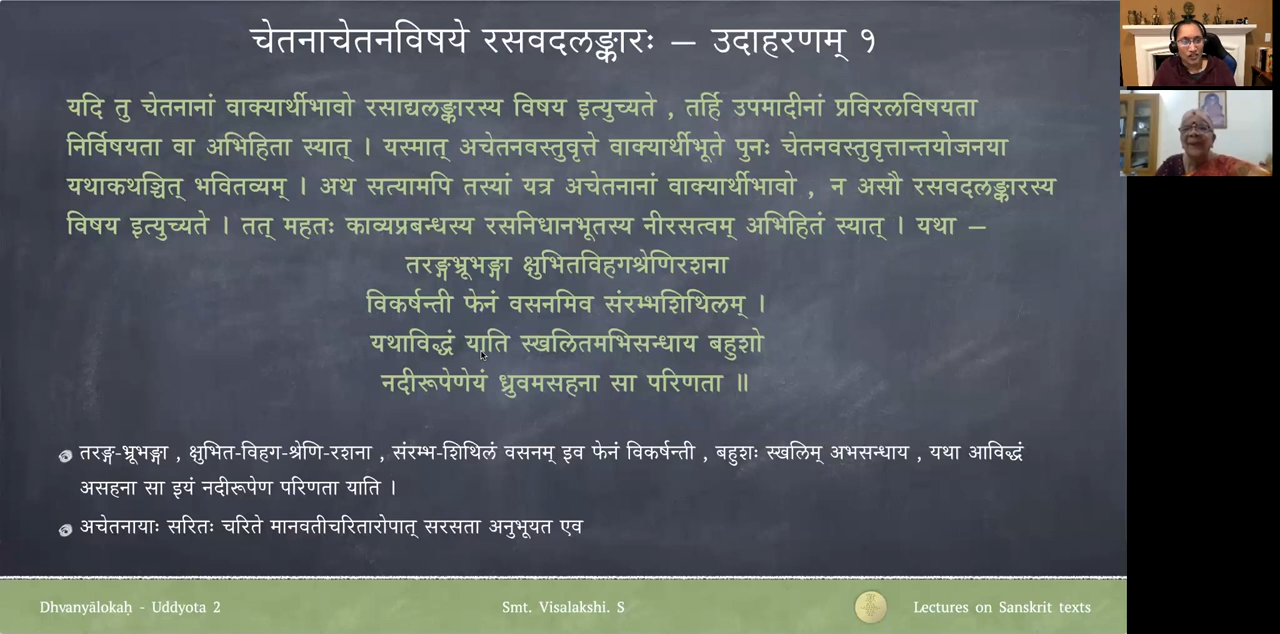 चेतनाचेतनविषये रसवदलङ्कारः – उदाहरणम् १
यदि तु चेतनानां वाक्यार्थीभावो रसाद्यलङ्कारस्य विषय इत्युच्यते , तर्हि उपमादीनां प्रविरलविषयता
निर्विषयता वा अभिहिता स्यात् । यस्मात् अचेतनवस्तुवृत्ते वाक्यार्थीभूते पुनः चेतनवस्तुवृत्तान्तयोजनया
यथाकथञ्चित् भवितव्यम् । अथ सत्यामपि तस्यां यत्र अचेतनानां वाक्यार्थीभावो , न असौ रसवदलङ्कारस्य
विषय इत्युच्यते । तत् महतः काव्यप्रबन्धस्य रसनिधानभूतस्य नीरसत्वम् अभिहितं स्यात् । यथा –
तरङ्गभ्रूभङ्गा क्षुभितविहगश्रेणिरशना
विकर्षन्ती फेनं वसनमिव संरम्भशिथिलम् ।
यथाविद्धं याति स्खलितमभिसन्धाय बहुशो
नदीरूपेणेयं ध्रुवमसहना सा परिणता ॥
तरङ्ग-भ्रूभङ्गा , क्षुभित-विहग-श्रेणि-रशना , संरम्भ-शिथिलं वसनम् इव फेनं विकर्षन्ती , बहुशः स्खलिम् अभसन्धाय , यथा आविद्धं
असहना सा इयं नदीरूपेण परिणता याति ।
अचेतनायाः सरितः चरिते मानवतीचरितारोपात् सरसता अनुभूयत एव
Dhvanyālokaḥ - Uddyota 2 Smt. Visalakshi. S Lectures on Sanskrit texts